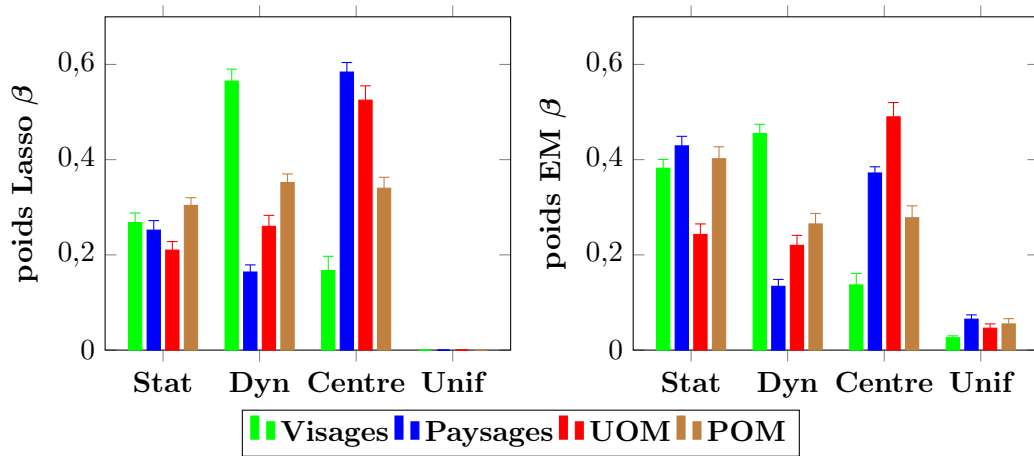 poids Lasso β
0,6
0,4
0,2
0
Stat Dyn Centre Unif
poids EM β
0,6
0,4
0,2
0
Stat Dyn Centre Unif
Visages Paysages UOM POM